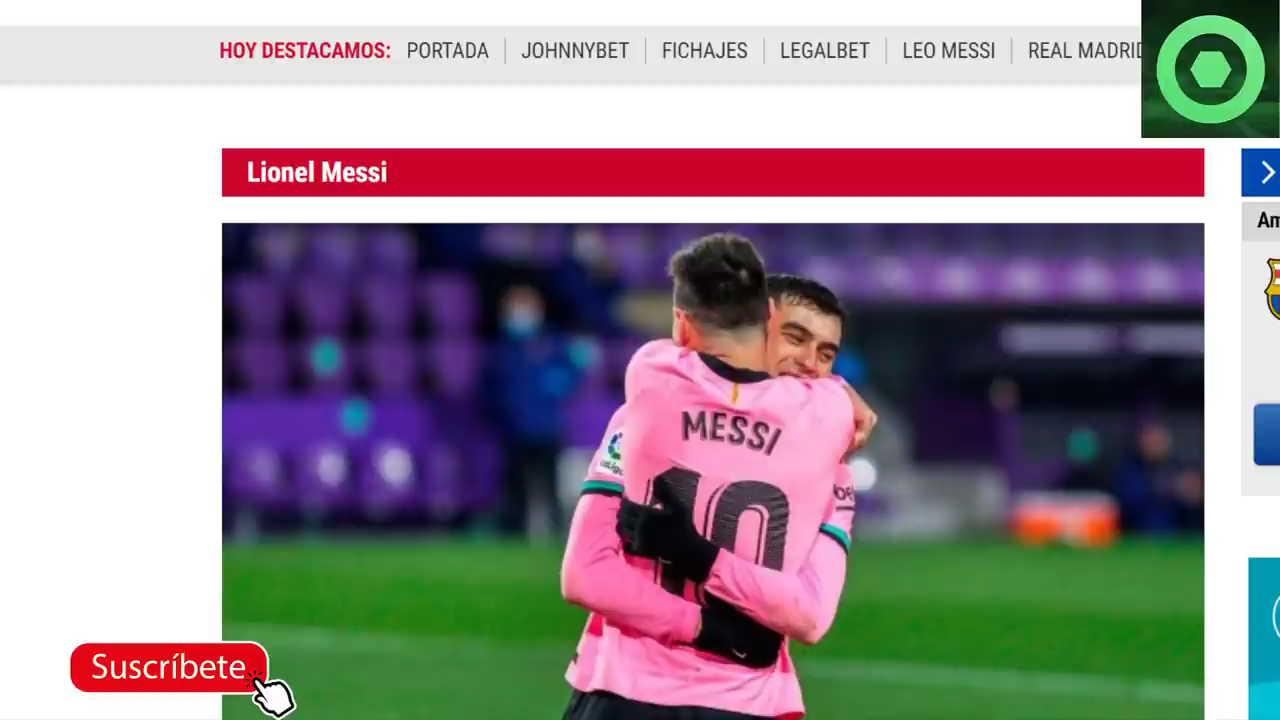 HOY DESTACAMOS: PORTADA JOHNNYBET FICHAJES LEGALBET LEO MESSI REAL MADRID
Lionel Messi
MESSI
10
Suscríbete